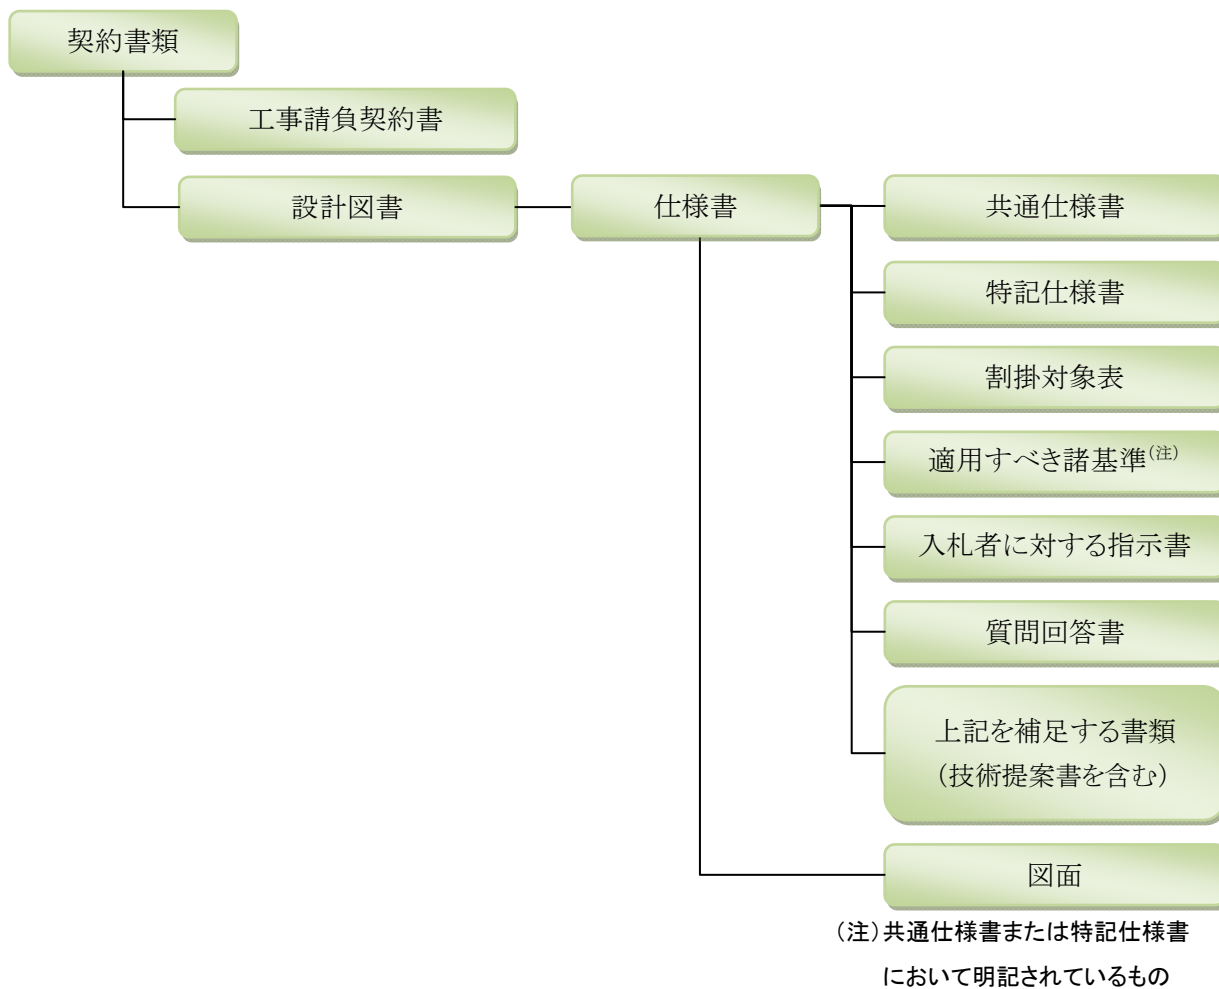 契約書類
工事請負契約書
設計図書
仕様書
共通仕様書
特記仕様書
割掛対象表
適用すべき諸基準(注)
入札者に対する指示書
質問回答書
上記を補足する書類
(技術提案書を含む)
図面
(注)共通仕様書または特記仕様書
において明記されているもの